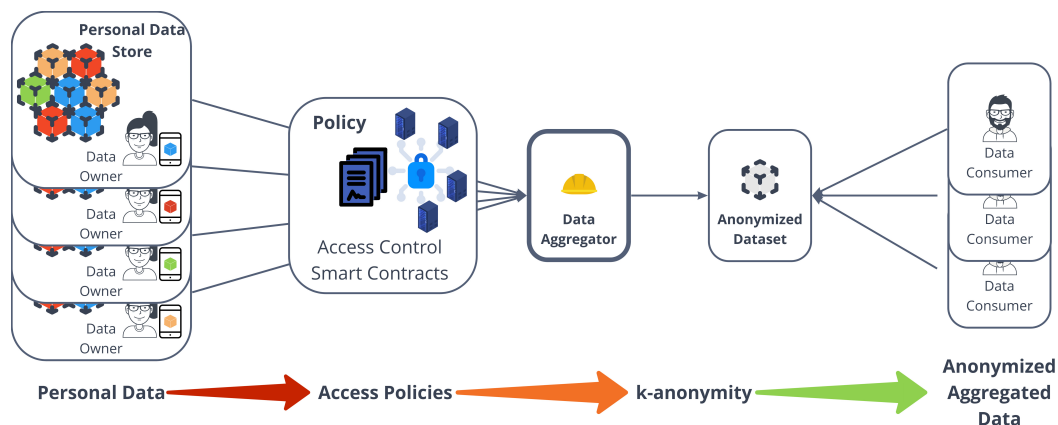 Personal Data
Store
Data
Owner
Data
Owner
Data
Owner
Data
Owner
Policy
Access Control
Smart Contracts
Data
Aggregator
Anonymized
Dataset
Data
Consumer
Data
Consumer
Data
Consumer
Personal Data
Access Policies
k-anonymity
Anonymized
Aggregated
Data